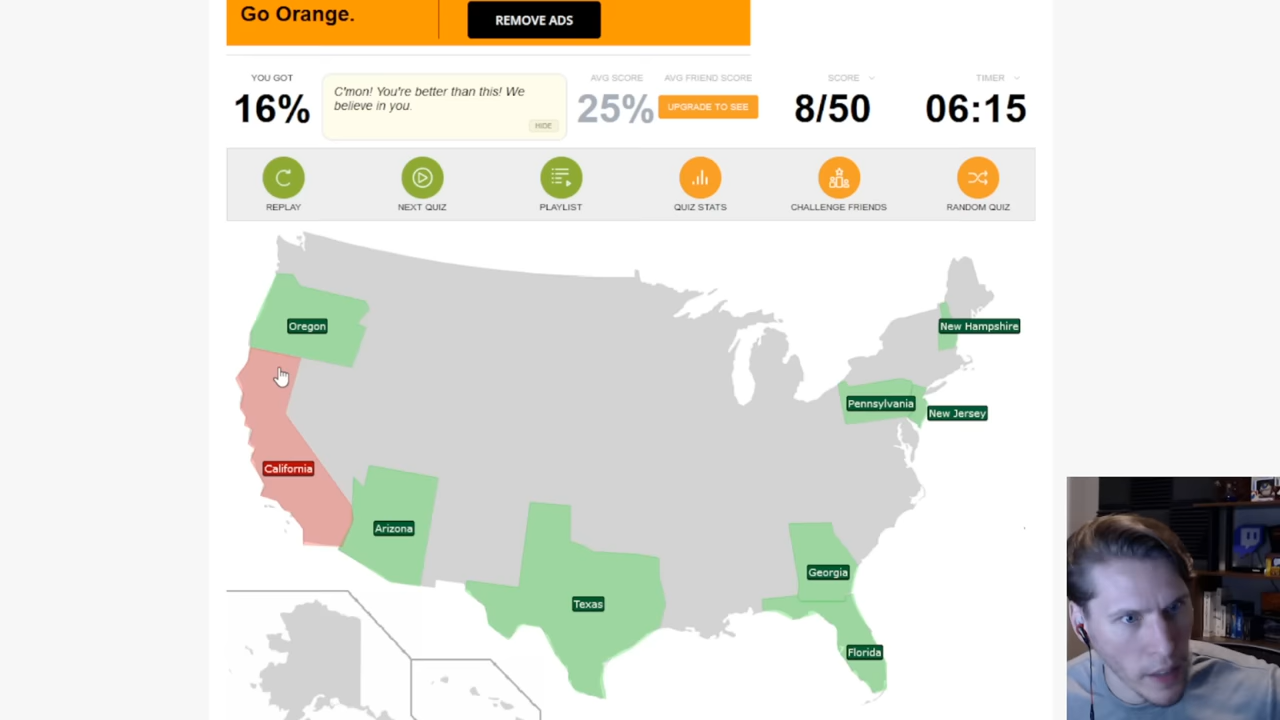 Go Orange.
REMOVE ADS
YOU GOT
16%
C'mon! You're better than this! We
believe in you.
HIDE
AVG SCORE
25%
AVG FRIEND SCORE
UPGRADE TO SEE
SCORE
8/50
TIMER
06:15
REPLAY
NEXT QUIZ
PLAYLIST
QUIZ STATS
CHALLENGE FRIENDS
RANDOM QUIZ
Oregon
New Hampshire
Pennsylvania
New Jersey
California
Arizona
Georgia
Texas
Florida